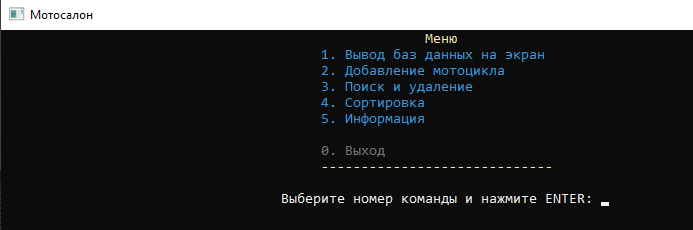 Мотосалон
Меню
1. Вывод баз данных на экран
2. Добавление мотоцикла
3. Поиск и удаление
4. Сортировка
5. Информация
0. Выход
-----------------------------
Выберите номер команды и нажмите ENTER: